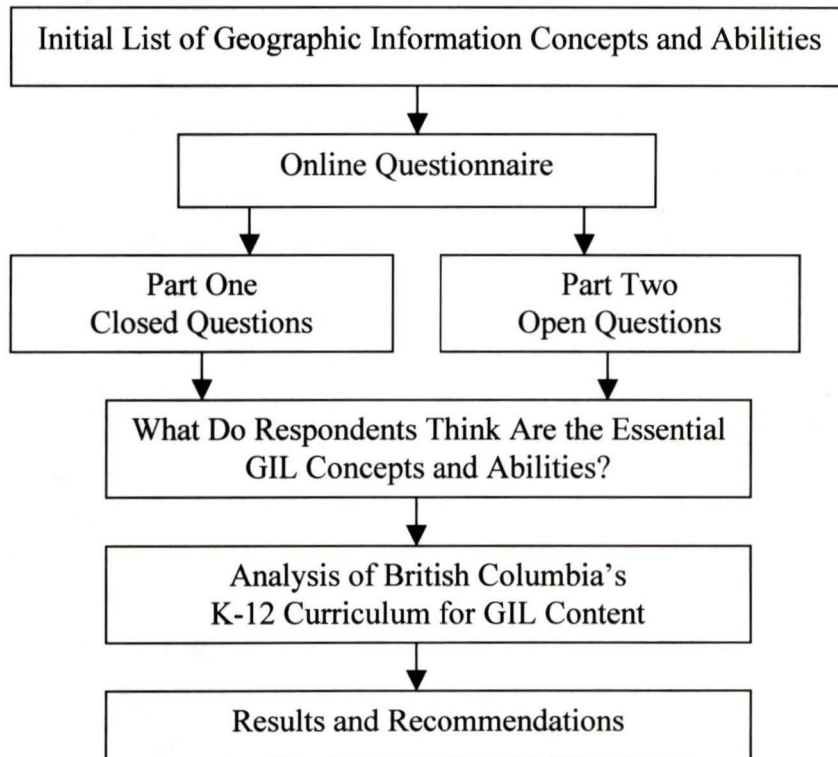 Initial List of Geographic Information Concepts and Abilities
Online Questionnaire
Part One
Closed Questions
Part Two
Open Questions
What Do Respondents Think Are the Essential
GIL Concepts and Abilities?
Analysis of British Columbia's
K-12 Curriculum for GIL Content
Results and Recommendations